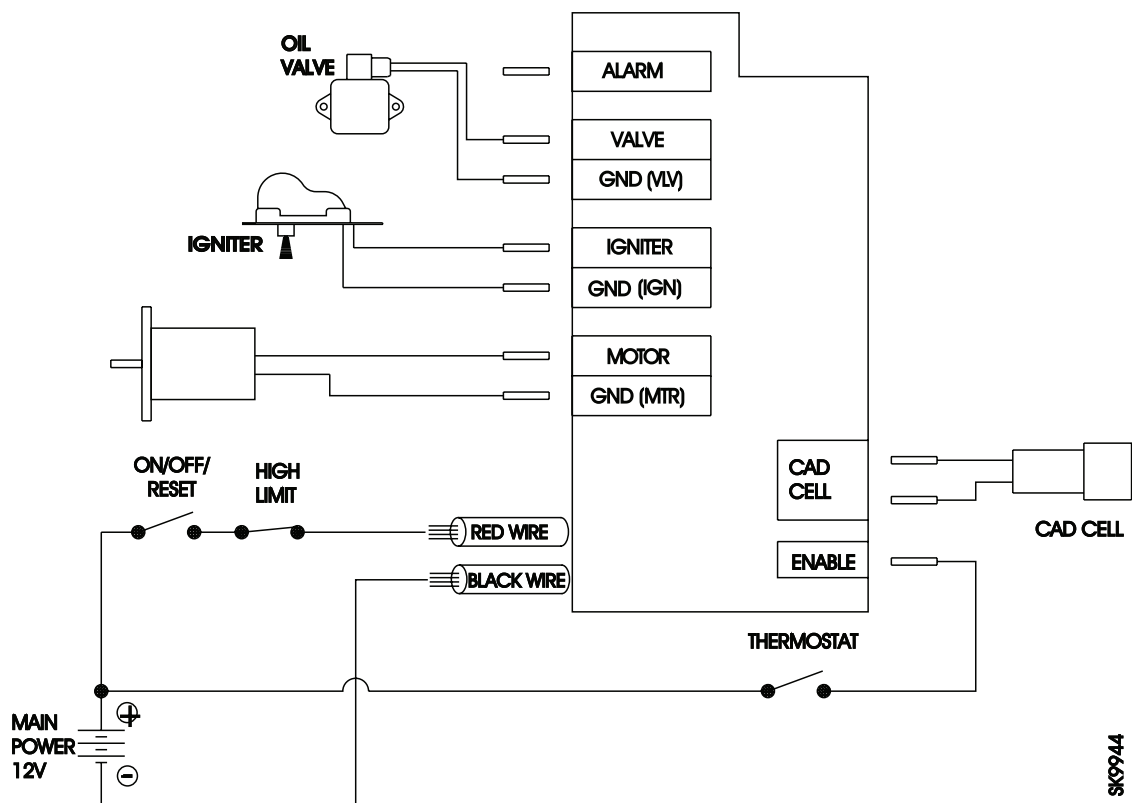 OIL
VALVE
ALARM
VALVE
GND (VLV)
IGNITER
IGNITER
GND (IGN)
MOTOR
GND (MTR)
ON/OFF/
RESET
HIGH
LIMIT
CAD
CELL
CAD CELL
RED WIRE
BLACK WIRE
ENABLE
THERMOSTAT
+
MAIN
POWER
12V
-
SK9944